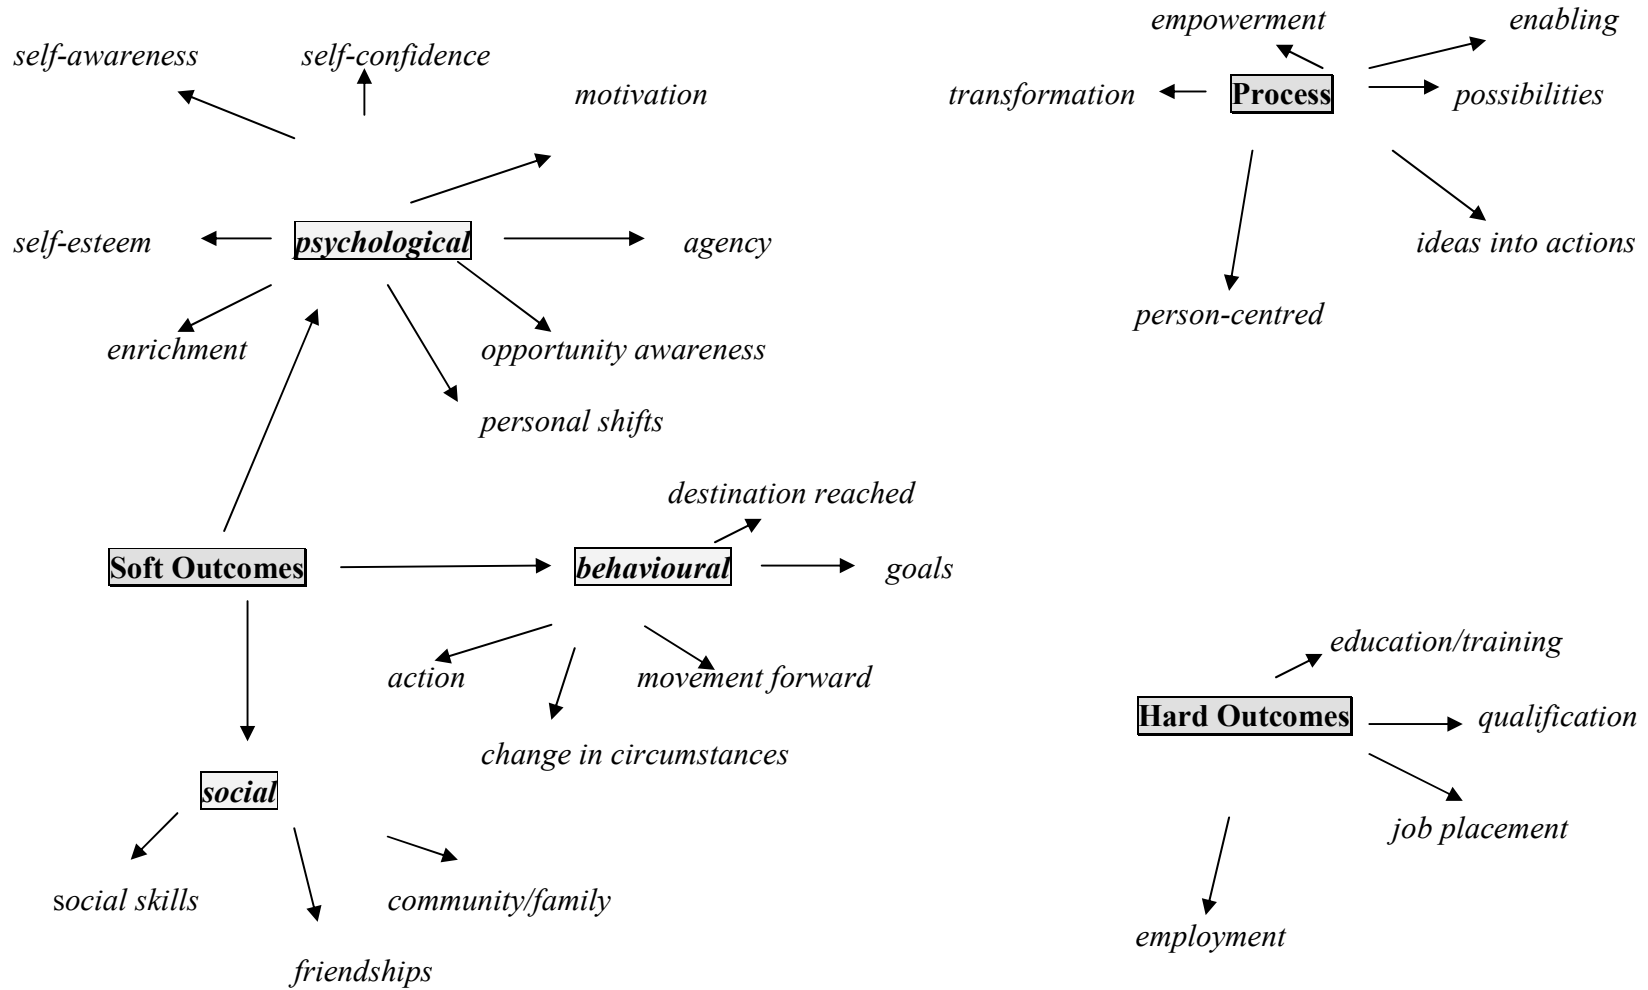 empowerment
enabling
self-awareness
self-confidence
motivation
transformation
Process
possibilities
self-esteem
psychological
agency
ideas into actions
person-centred
enrichment
opportunity awareness
personal shifts
destination reached
Soft Outcomes
behavioural
goals
education/training
action
movement forward
Hard Outcomes
qualification
change in circumstances
social
job placement
social skills
community/family
employment
friendships